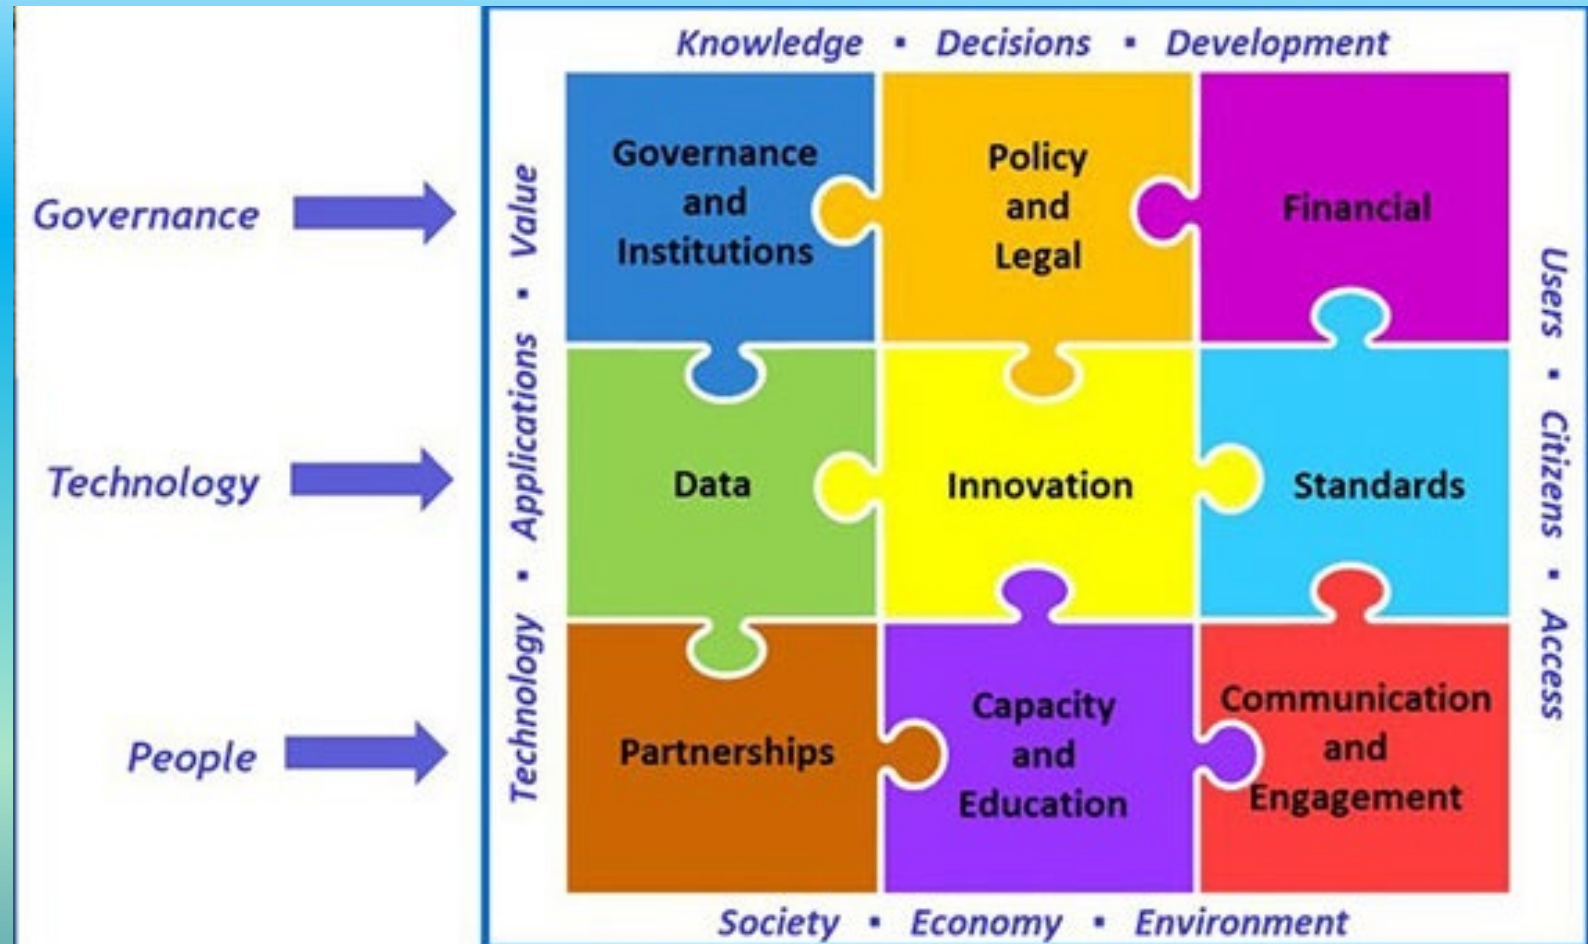 Knowledge ▪ Decisions ▪ Development
Governance
Technology
People
Technology ▪ Applications ▪ Value
Governance
and
Institutions
Policy
and
Legal
Financial
Data
Innovation
Standards
Partnerships
Capacity
and
Education
Communication
and
Engagement
Users ▪ Citizens ▪ Access
Society ▪ Economy ▪ Environment